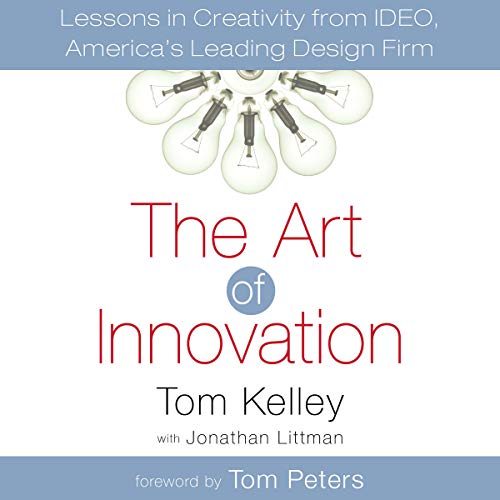 Lessons in Creativity from IDEO,
America's Leading Design Firm
The Art
of
Innovation
Tom Kelley
with Jonathan Littman
foreword by Tom Peters